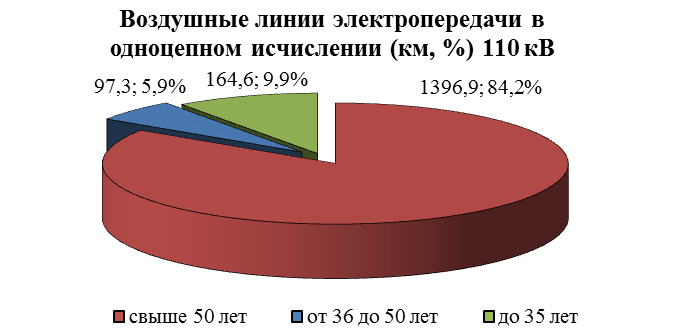 Воздушные линии электропередачи в
одноцепном исчислении (км, %) 110 кВ
97,3; 5,9%
164,6; 9,9%
1396,9; 84,2%
свыше 50 лет
от 36 до 50 лет
до 35 лет